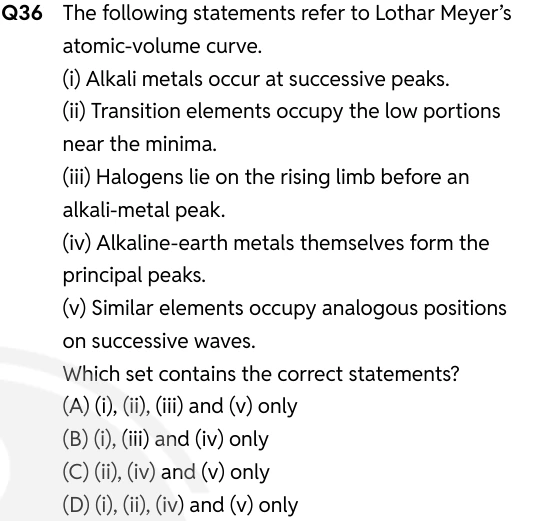 Q36 The following statements refer to Lothar Meyer's
atomic-volume curve.
(i) Alkali metals occur at successive peaks.
(ii) Transition elements occupy the low portions
near the minima.
(iii) Halogens lie on the rising limb before an
alkali-metal peak.
(iv) Alkaline-earth metals themselves form the
principal peaks.
(v) Similar elements occupy analogous positions
on successive waves.
Which set contains the correct statements?
(A) (i), (ii), (iii) and (v) only
(B) (i), (iii) and (iv) only
(C) (ii), (iv) and (v) only
(D) (i), (ii), (iv) and (v) only